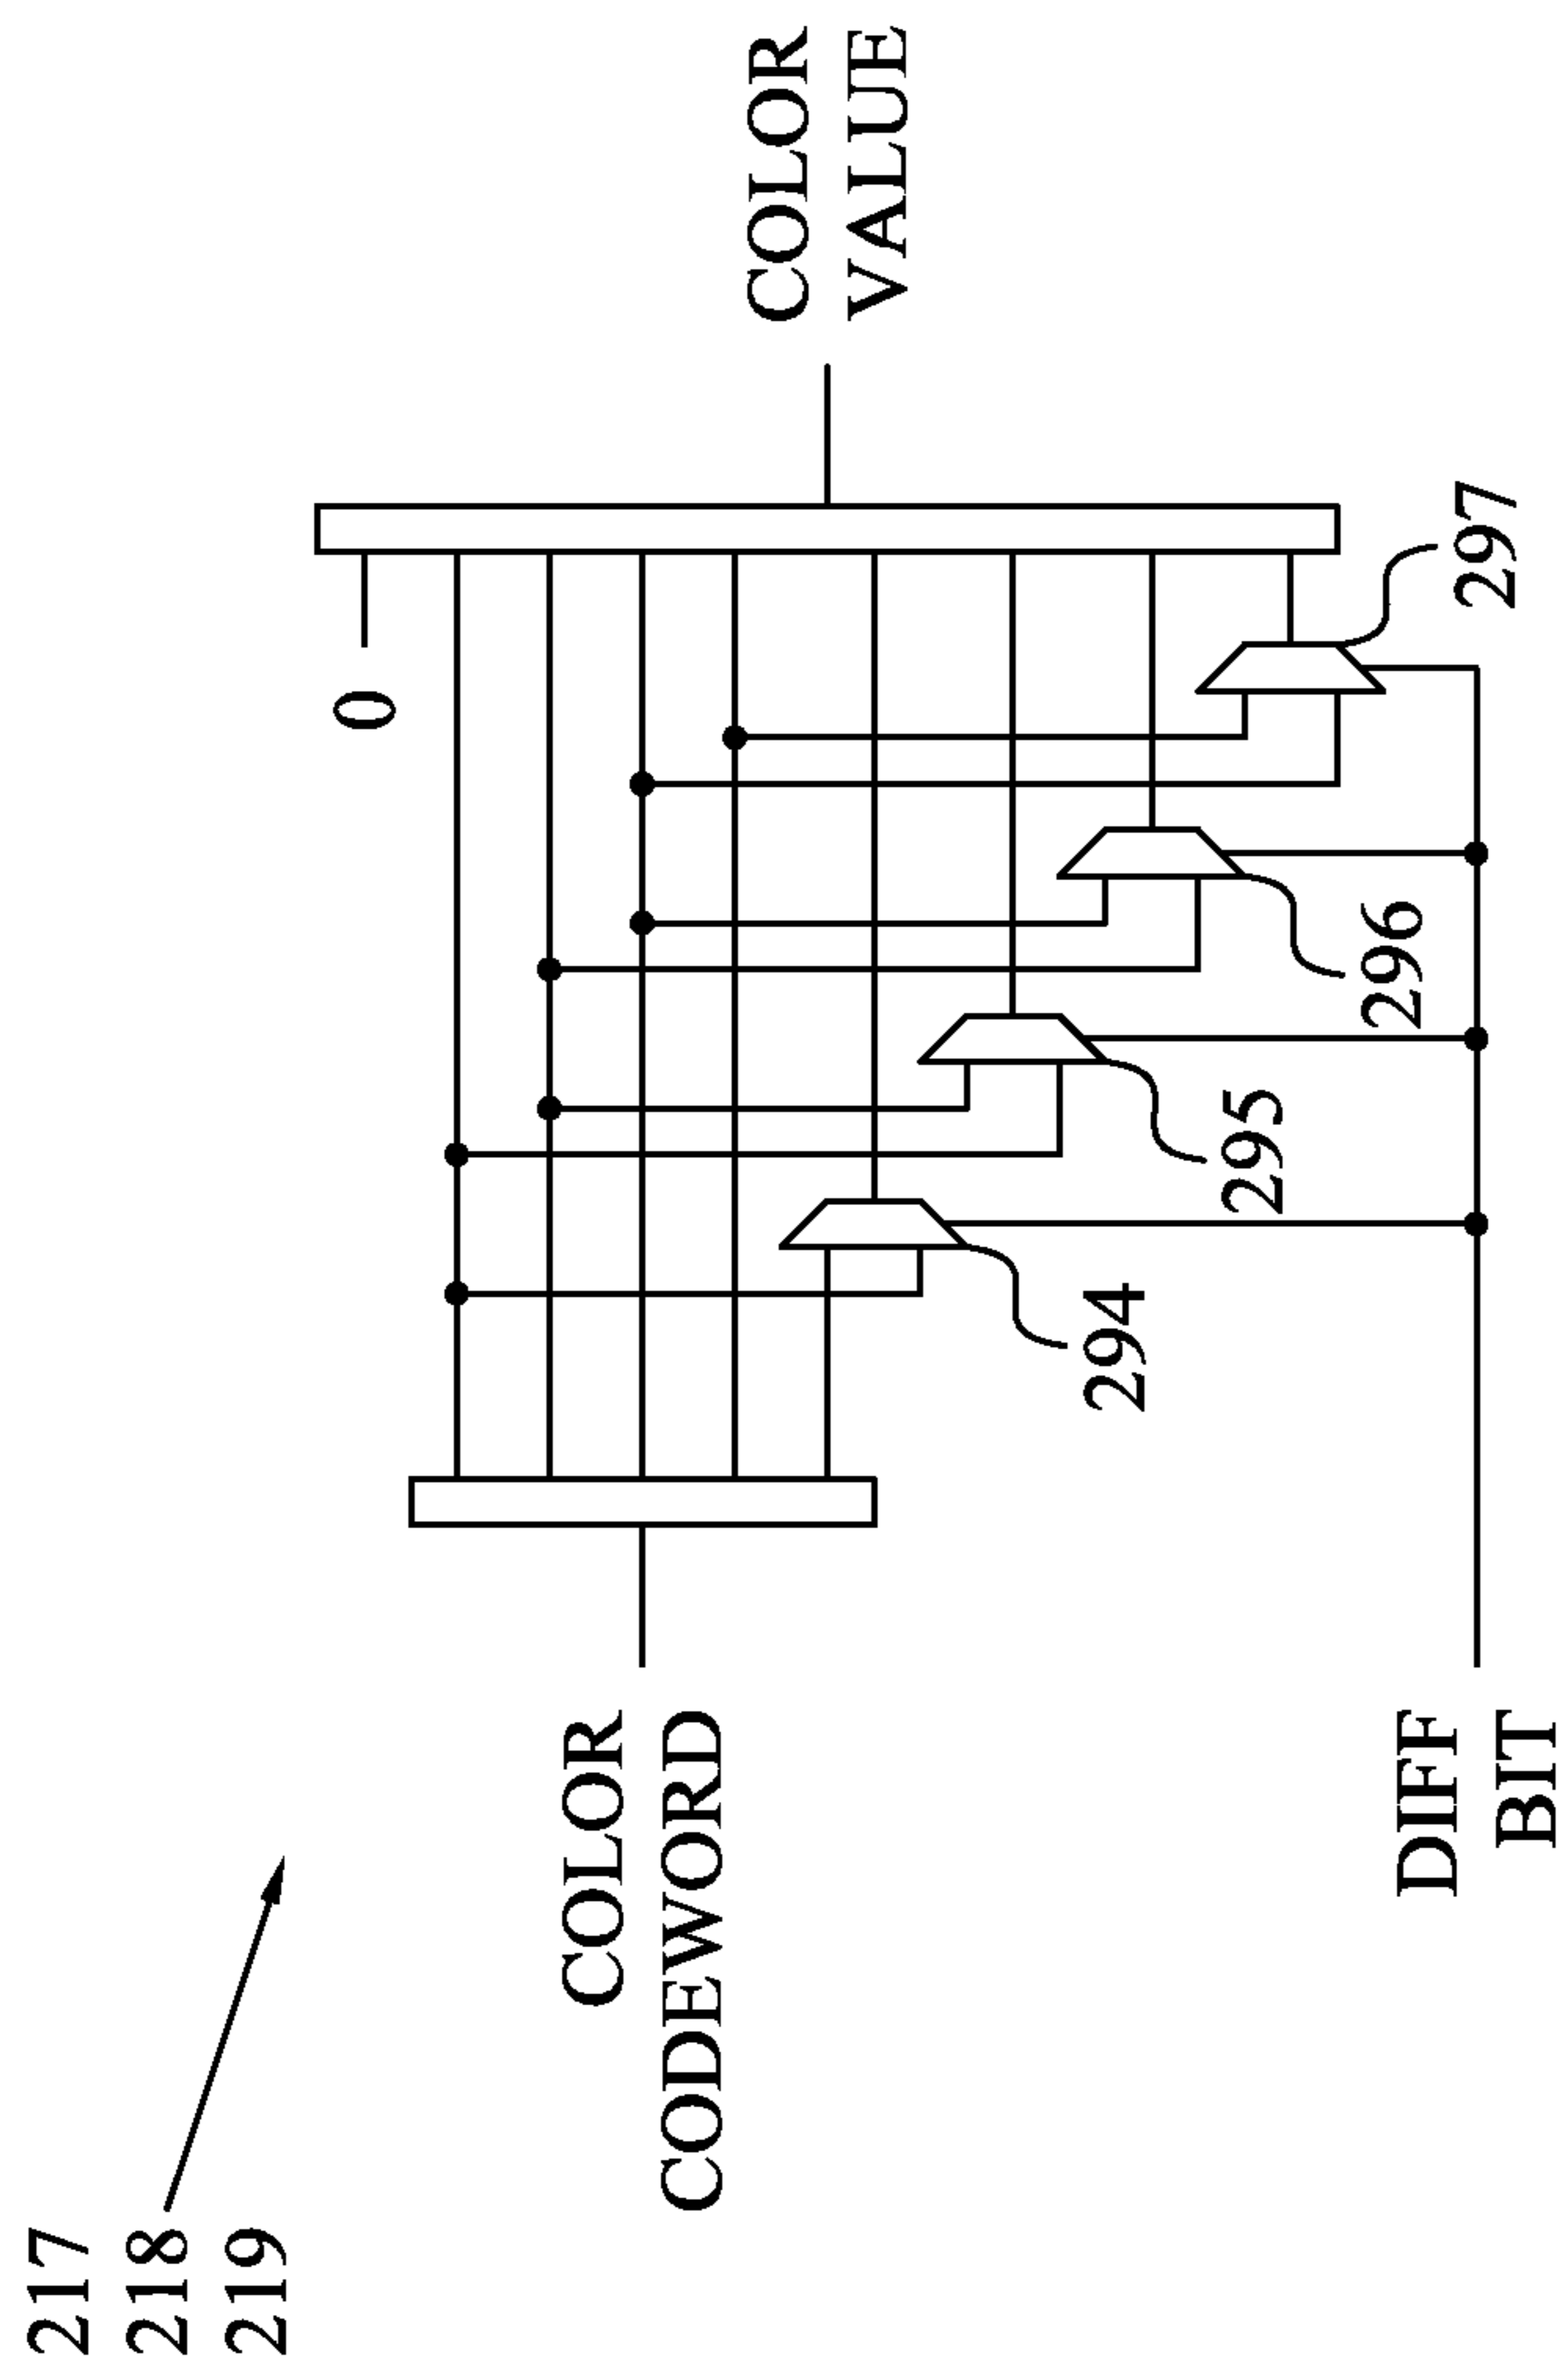 217
218
219
COLOR
CODEWORD
DIFF
BIT
0
294
295
296
297
COLOR
VALUE